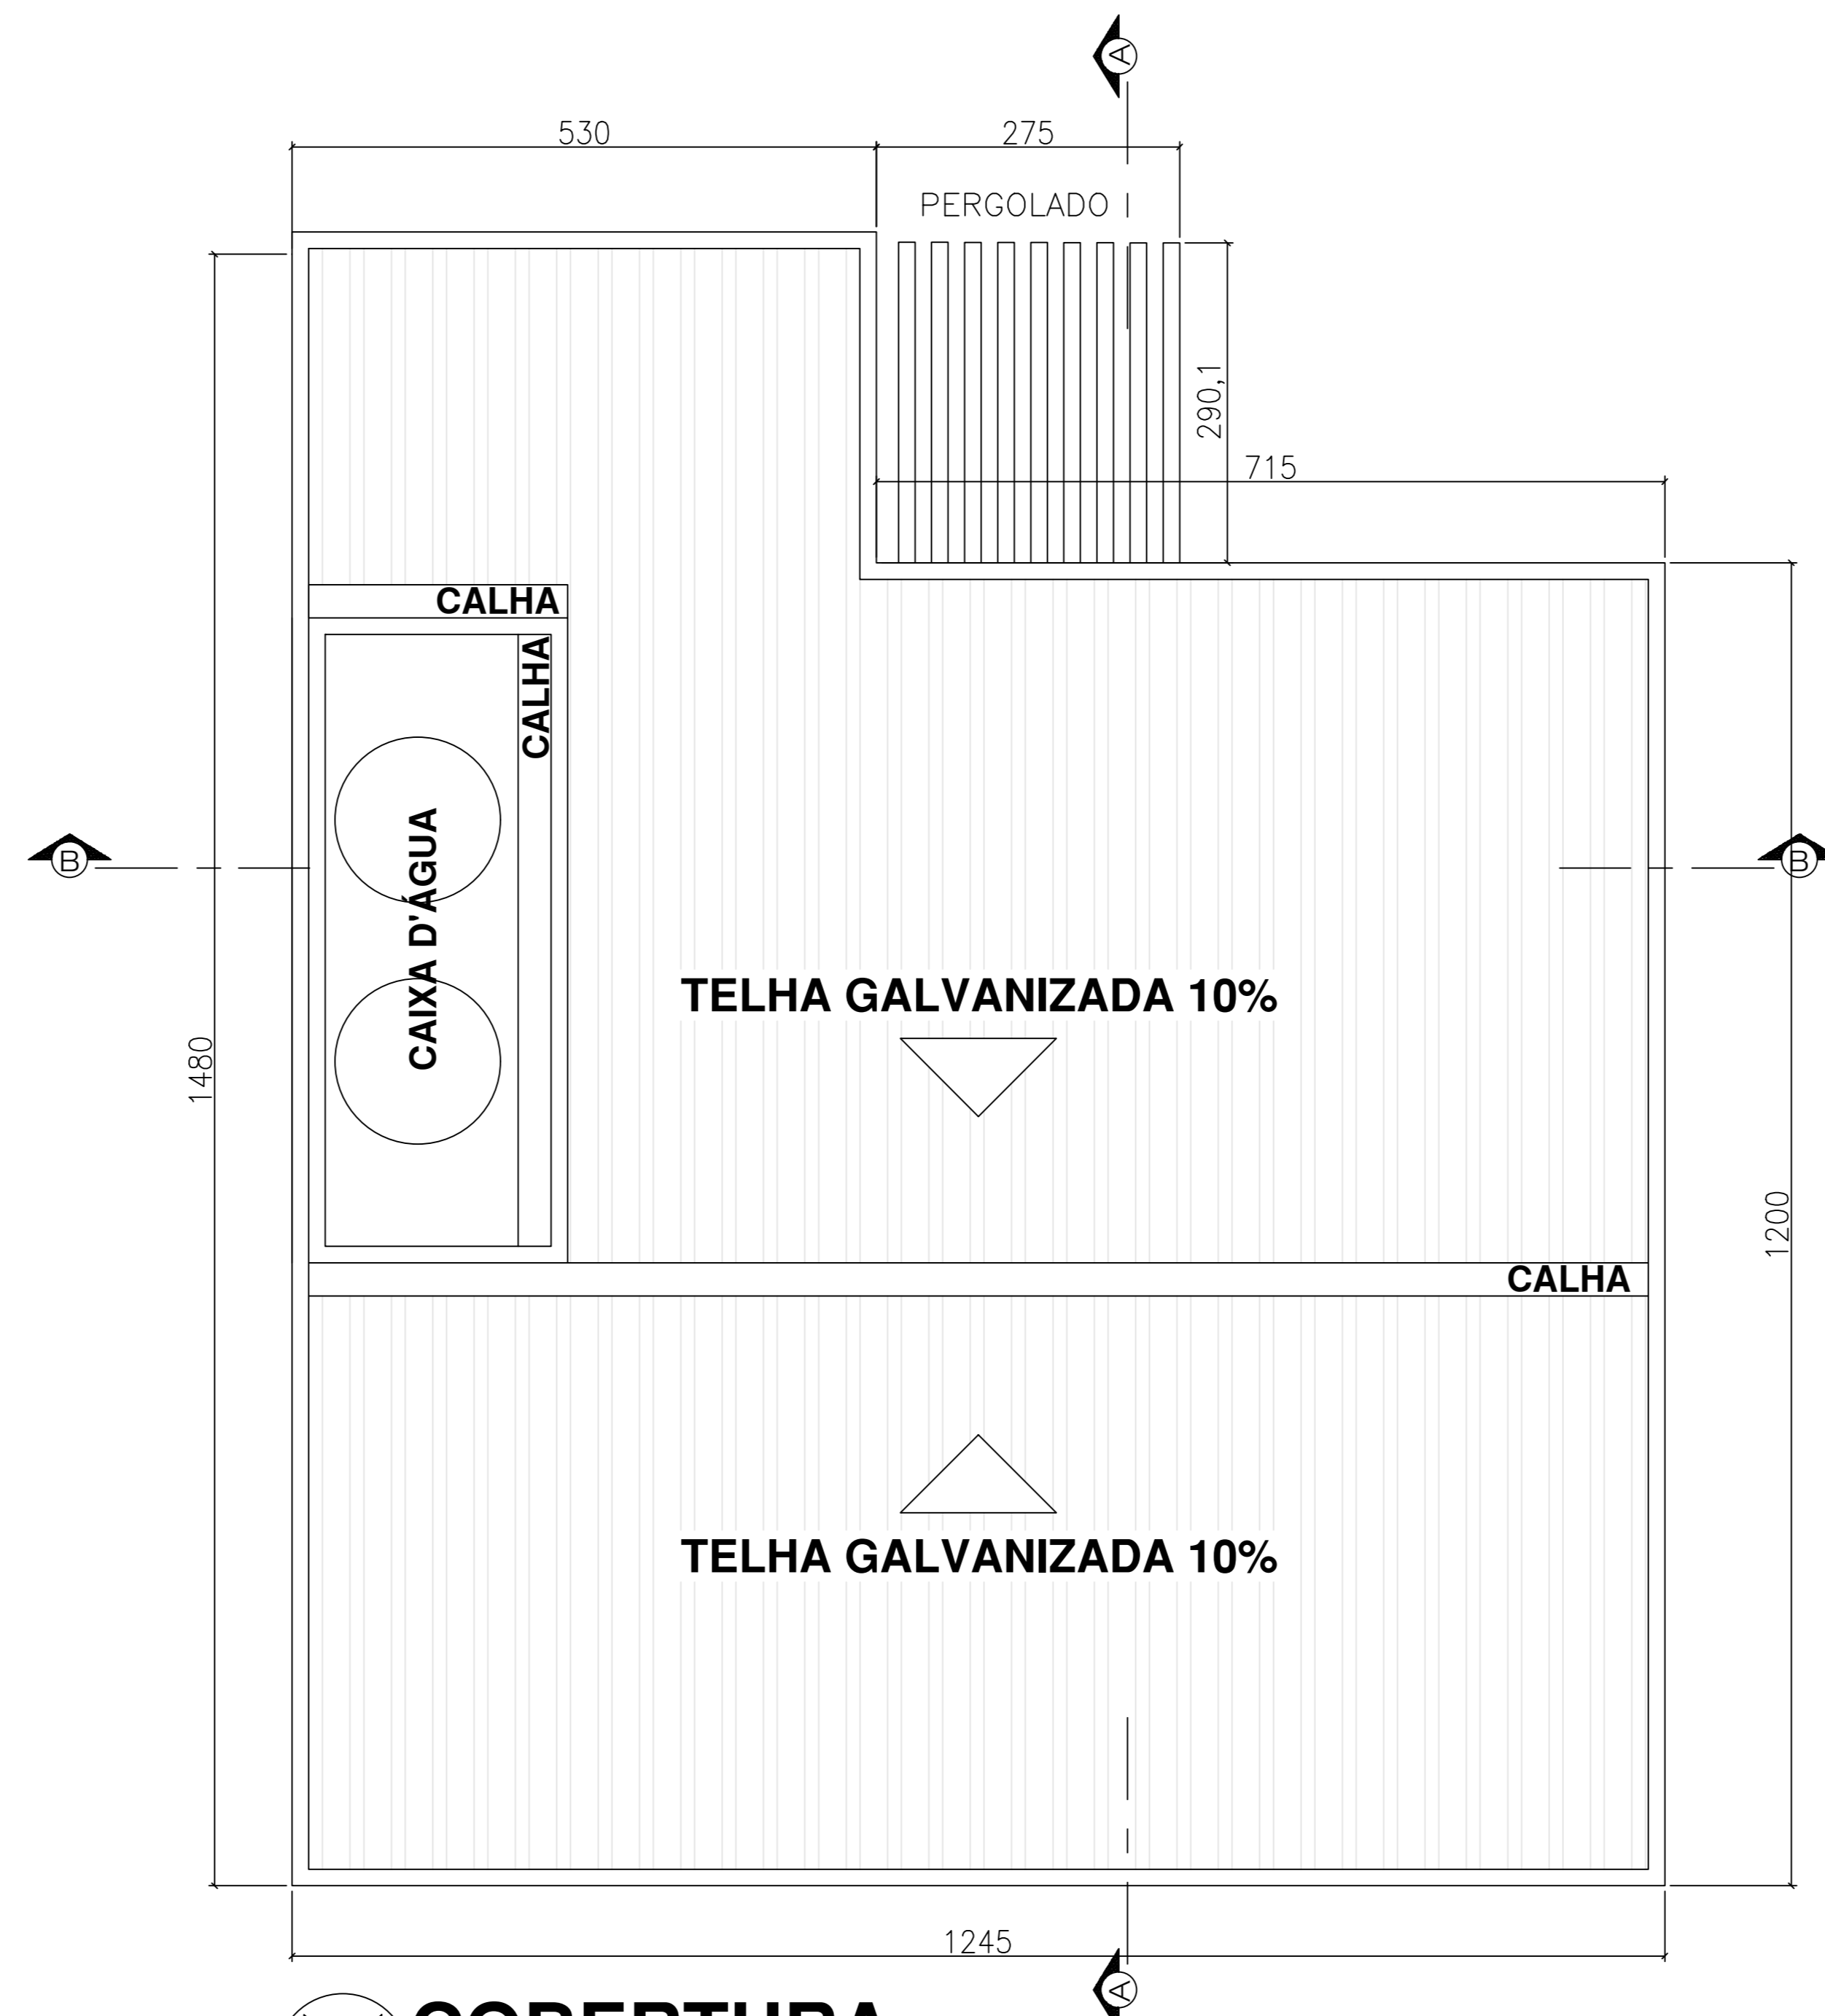 A
530
275
PERGOLADO
290,1
715
CALHA
CALHA
CAIXA D'ÁGUA
B
B
TELHA GALVANIZADA 10%
1480
1200
CALHA
TELHA GALVANIZADA 10%
1245
A
COBERTURA